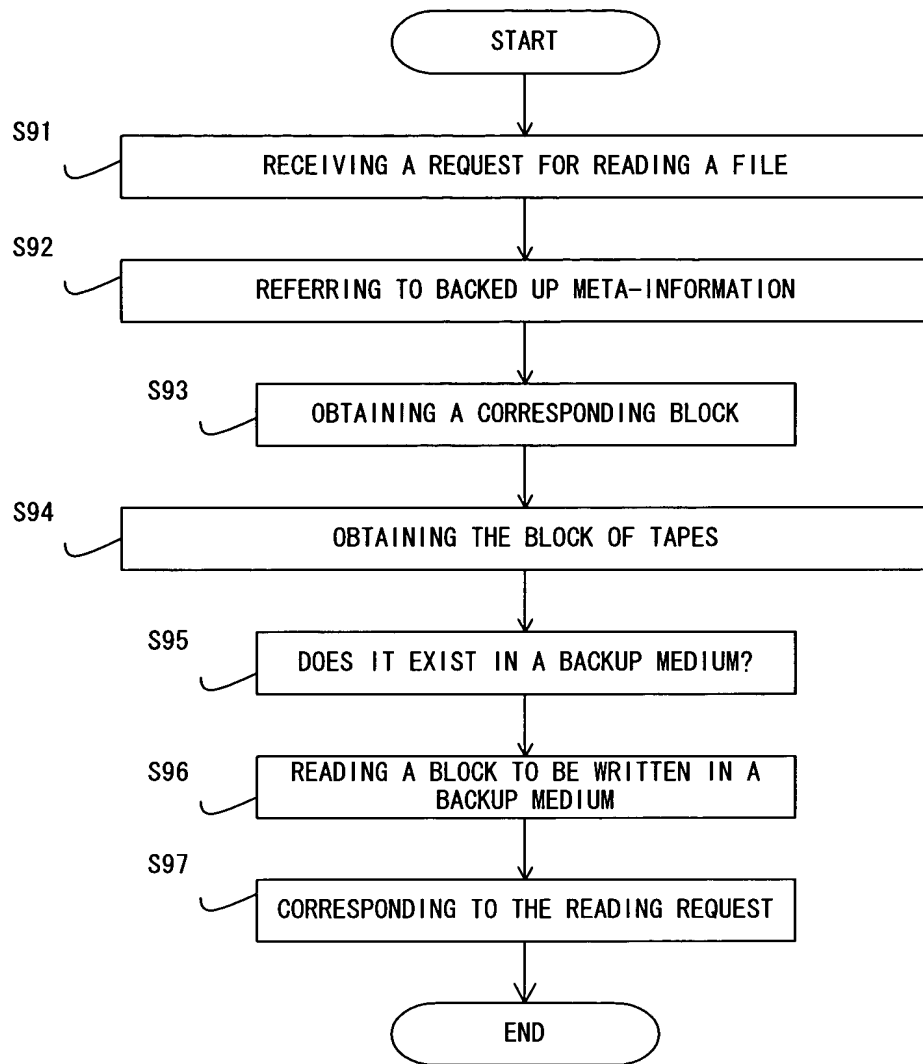 START
S91
RECEIVING A REQUEST FOR READING A FILE
S92
REFERRING TO BACKED UP META-INFORMATION
S93
OBTAINING A CORRESPONDING BLOCK
S94
OBTAINING THE BLOCK OF TAPES
S95
DOES IT EXIST IN A BACKUP MEDIUM?
S96
READING A BLOCK TO BE WRITTEN IN A
BACKUP MEDIUM
S97
CORRESPONDING TO THE READING REQUEST
END